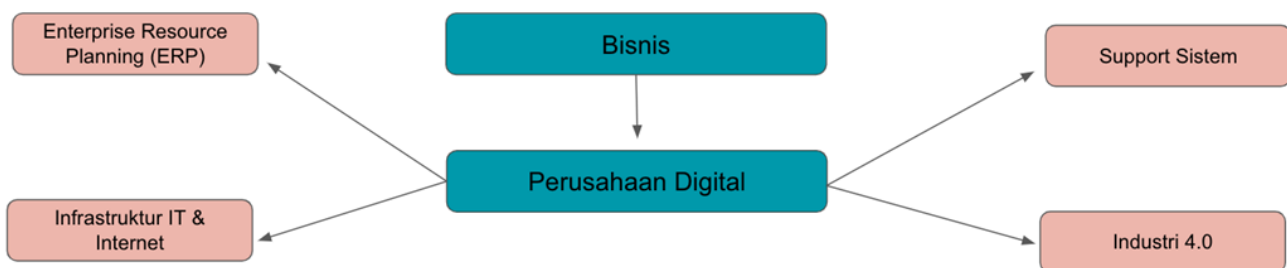 Enterprise Resource
Planning (ERP)
Bisnis
Support Sistem
Perusahaan Digital
Infrastruktur IT &
Internet
Industri 4.0